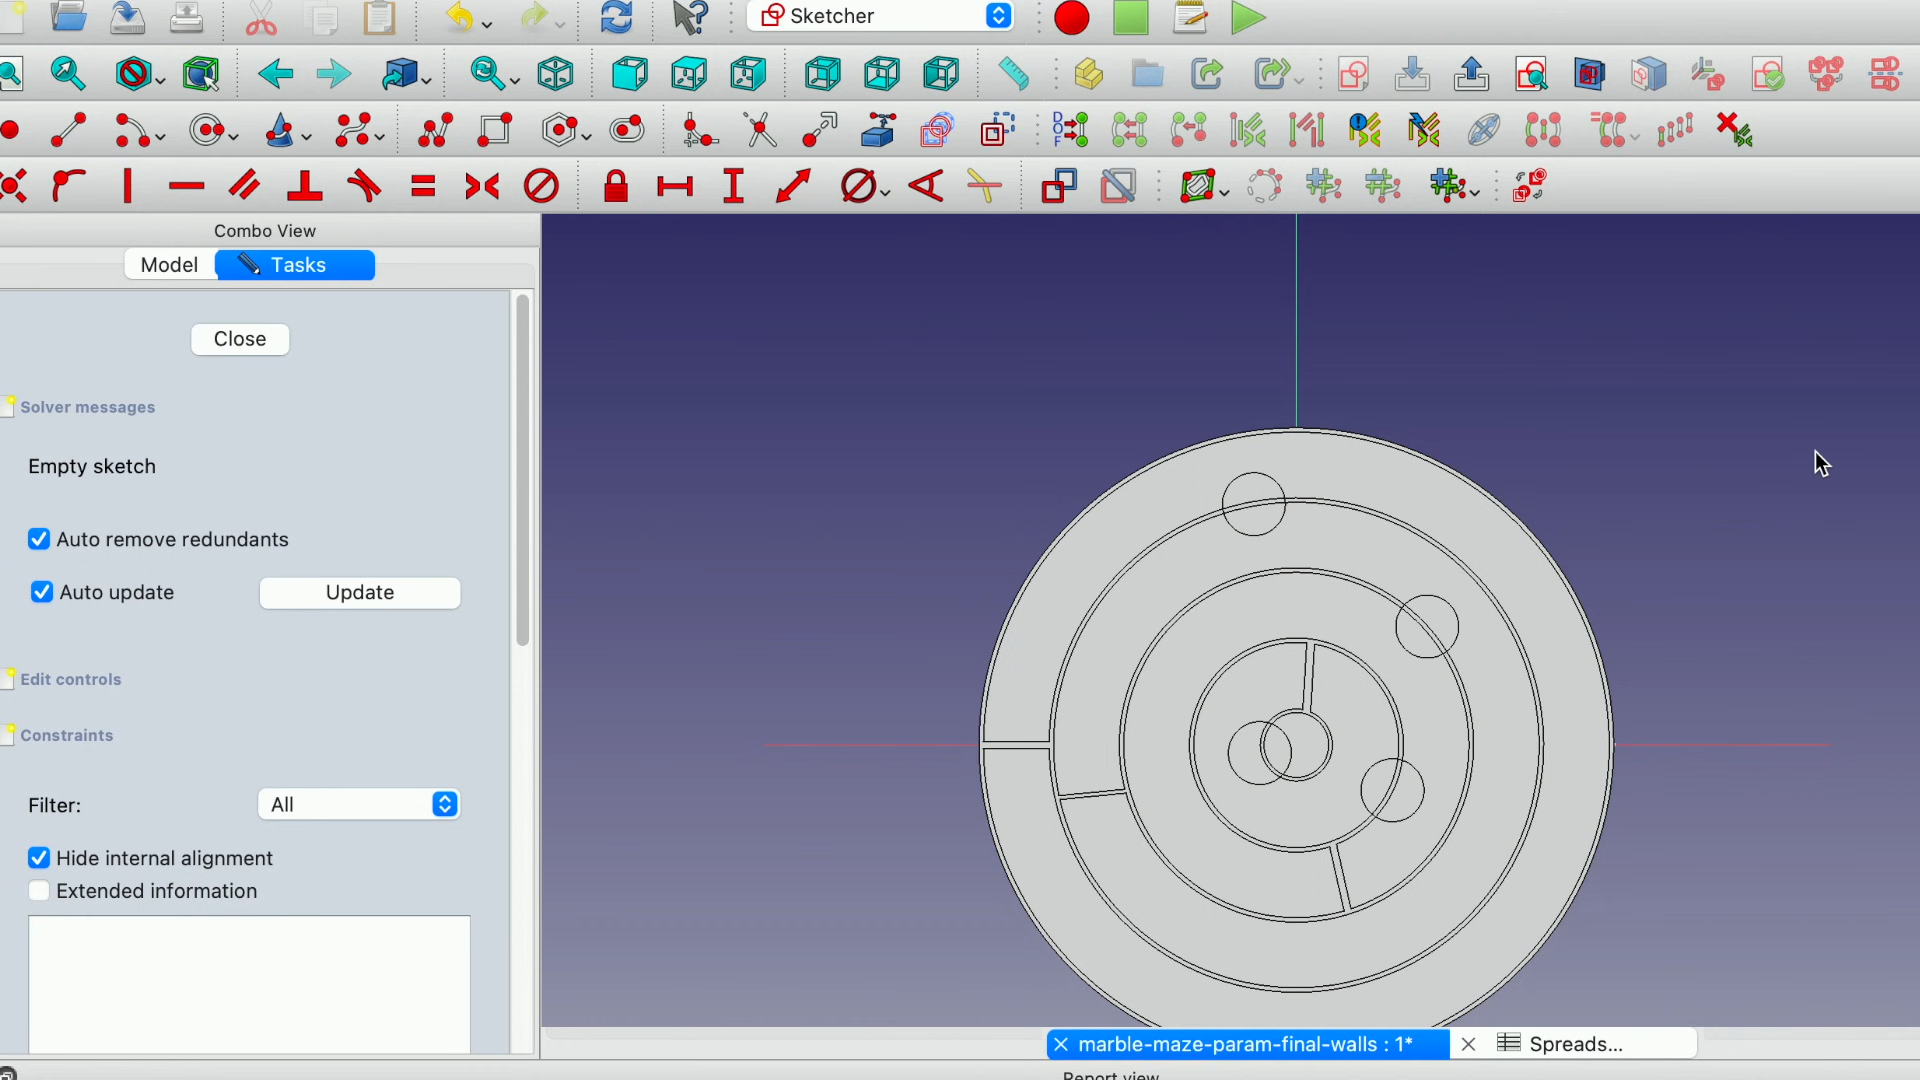 Sketcher
Combo View
Model
Tasks
Close
Solver messages
Empty sketch
Auto remove redundants
Auto update
Update
Edit controls
Constraints
Filter:
All
Hide internal alignment
Extended information
marble-maze-param-final-walls : 1*
Spreads...
Report view